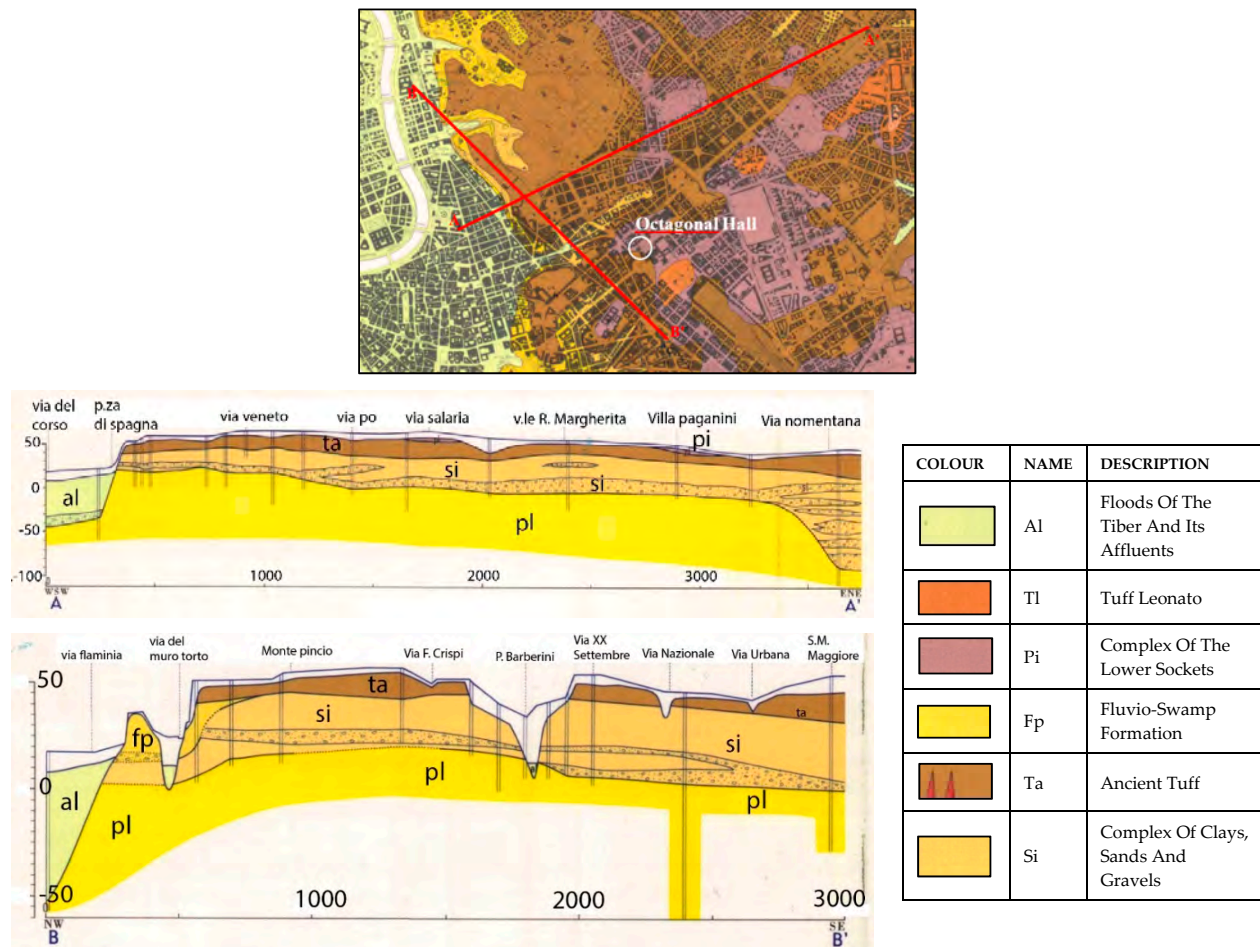 B
A'
A
Octagonal Hall
B'
via del corso
p.za di spagna
via veneto
via po
via salaria
v.le R. Margherita
Villa paganini
Via nomentana
50
0
-50
-100
al
ta
si
si
pi
pl
1000
2000
3000
WSW
A
ENE
A'
via flaminia
via del muro torto
Monte pincio
Via F. Crispi
P. Barberini
Via XX Settembre
Via Nazionale
Via Urbana
S.M. Maggiore
50
0
-50
al
fp
pl
ta
si
pl
si
ta
pl
1000
2000
3000
NW
B
SE
B'
COLOUR NAME DESCRIPTION
Al Floods Of The
Tiber And Its
Affluents
Tl Tuff Leonato
Pi Complex Of The
Lower Sockets
Fp Fluvio-Swamp
Formation
Ta Ancient Tuff
Si Complex Of Clays,
Sands And
Gravels